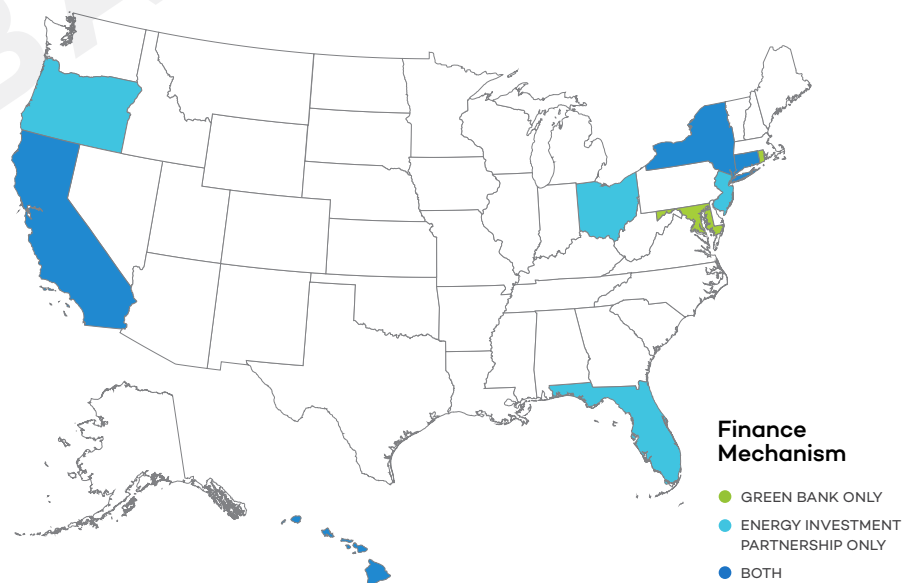 Finance
Mechanism
GREEN BANK ONLY
ENERGY INVESTMENT
PARTNERSHIP ONLY
BOTH